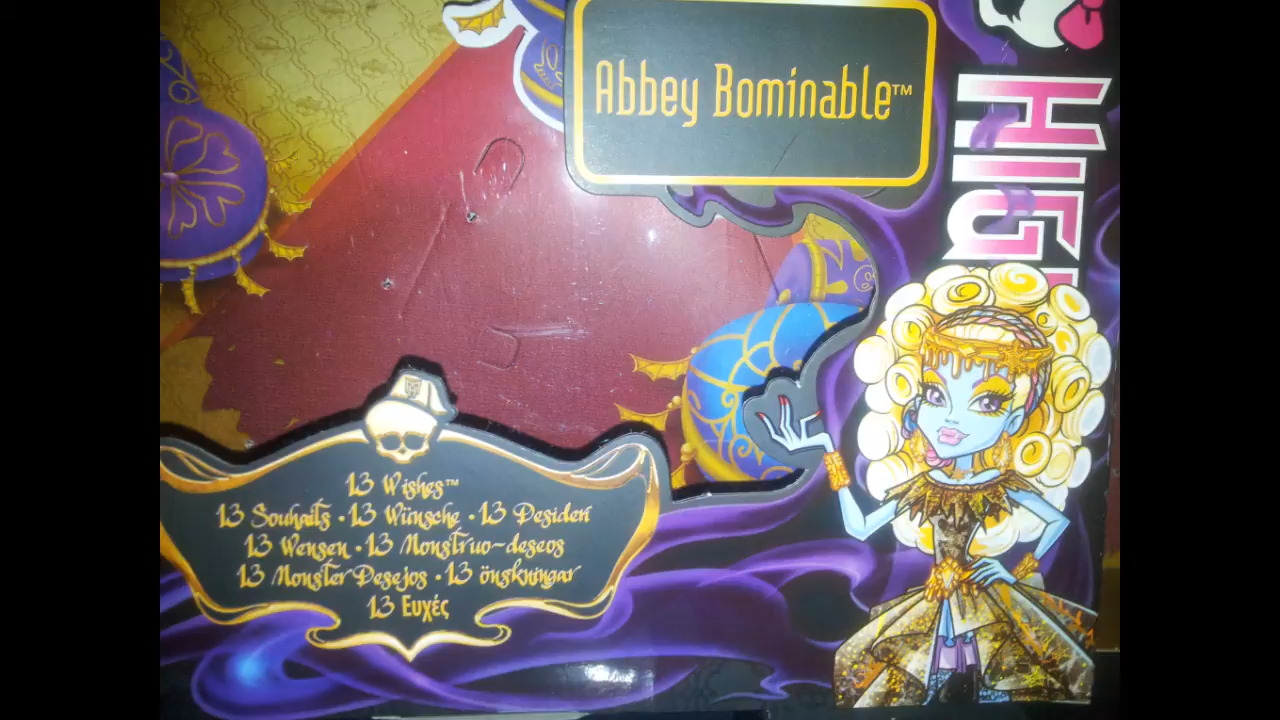 Abbey Bominable™
HIG
13 Wishes™
13 Souhaits · 13 Wünsche · 13 Desideri
13 Wensen · 13 Monstruo-deseos
13 Monster Desejos · 13 önskningar
13 Ευχές